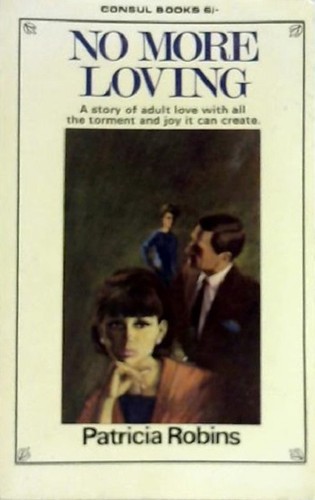 CONSUL BOOKS 6/-
NO MORE
LOVING
A story of adult love with all
the torment and joy it can create.
Patricia Robins